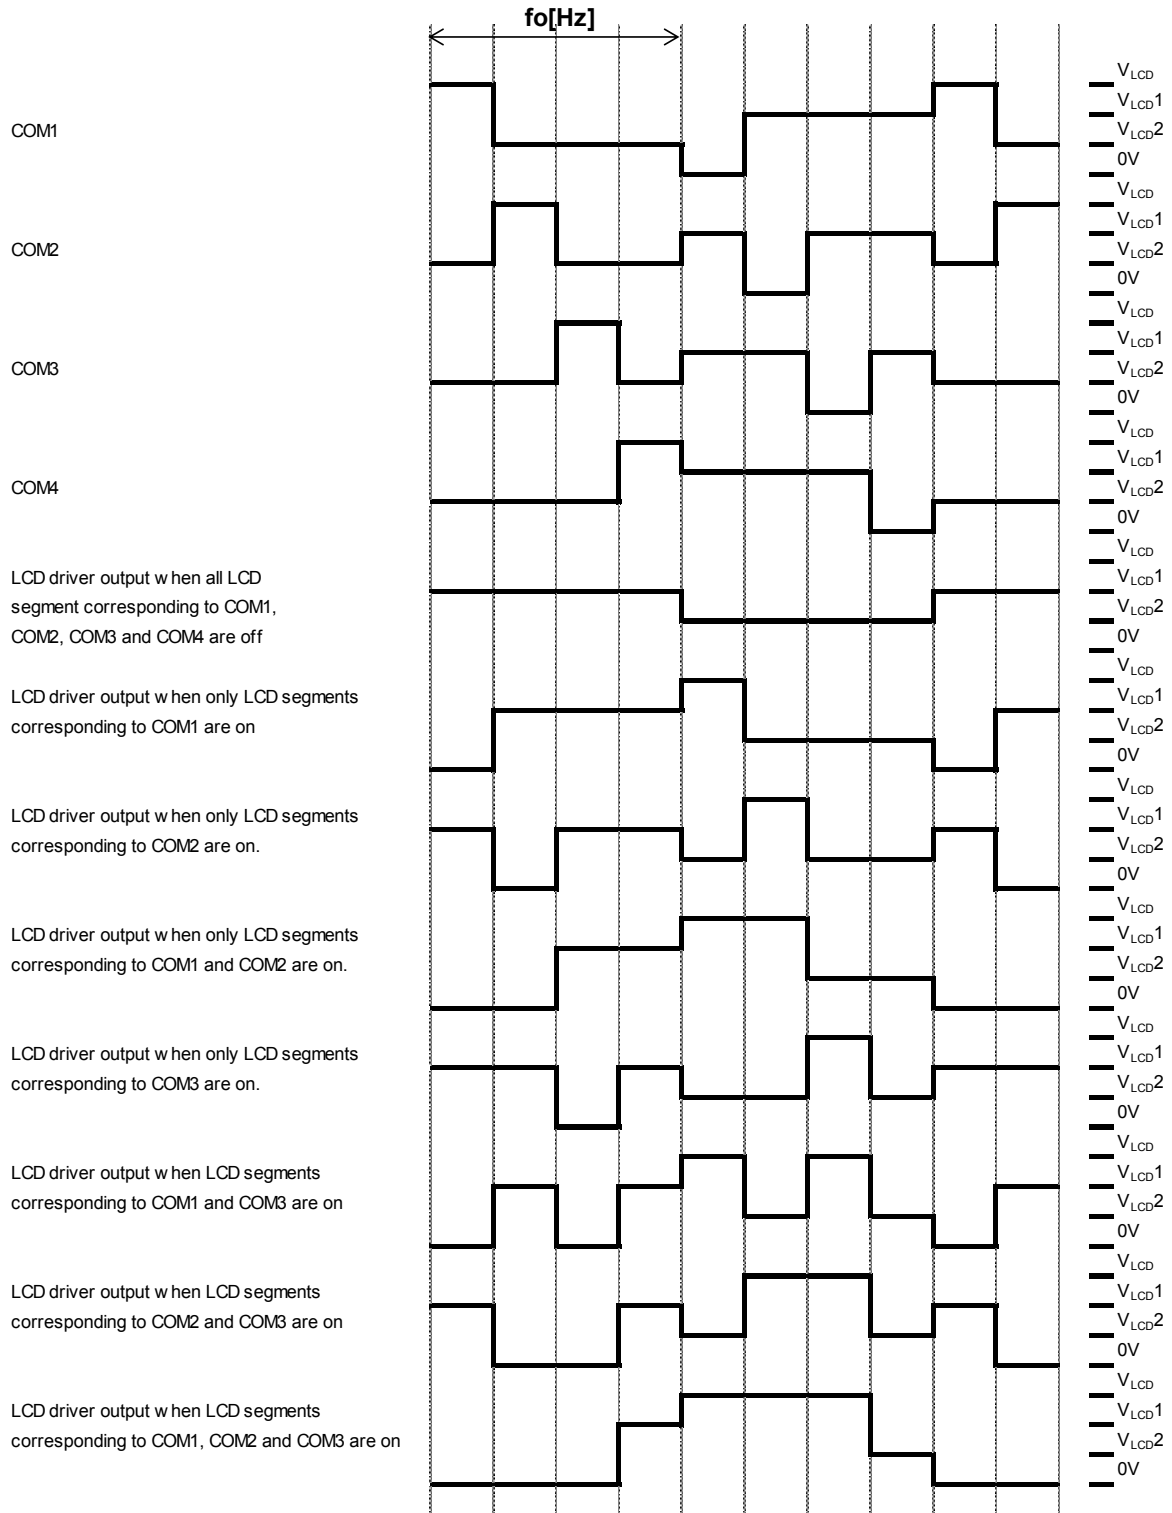 fo[Hz]
COM1
VLCD
VLCD1
VLCD2
0V
COM2
VLCD
VLCD1
VLCD2
0V
COM3
VLCD
VLCD1
VLCD2
0V
COM4
VLCD
VLCD1
VLCD2
0V
LCD driver output when all LCD
segment corresponding to COM1,
COM2, COM3 and COM4 are off
VLCD
VLCD1
VLCD2
0V
LCD driver output when only LCD segments
corresponding to COM1 are on
VLCD
VLCD1
VLCD2
0V
LCD driver output when only LCD segments
corresponding to COM2 are on.
VLCD
VLCD1
VLCD2
0V
LCD driver output when only LCD segments
corresponding to COM1 and COM2 are on.
VLCD
VLCD1
VLCD2
0V
LCD driver output when only LCD segments
corresponding to COM3 are on.
VLCD
VLCD1
VLCD2
0V
LCD driver output when LCD segments
corresponding to COM1 and COM3 are on
VLCD
VLCD1
VLCD2
0V
LCD driver output when LCD segments
corresponding to COM2 and COM3 are on
VLCD
VLCD1
VLCD2
0V
LCD driver output when LCD segments
corresponding to COM1, COM2 and COM3 are on
VLCD
VLCD1
VLCD2
0V